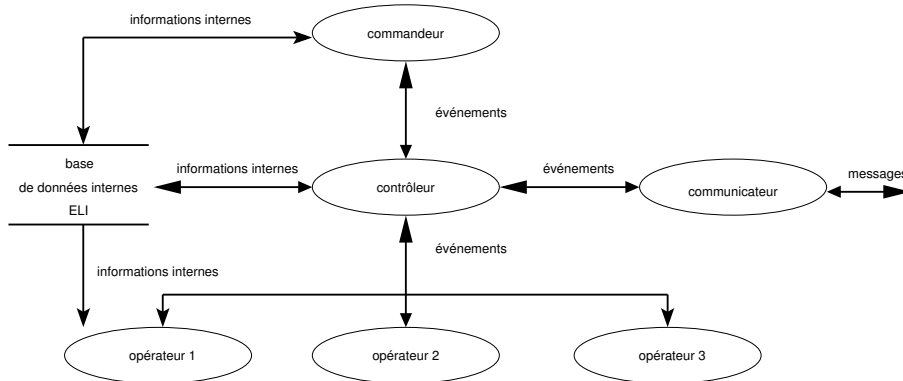 informations internes
commandeur
événements
base
de données internes
ELI
informations internes
contrôleur
événements
communicateur
messages
événements
informations internes
opérateur 1
opérateur 2
opérateur 3